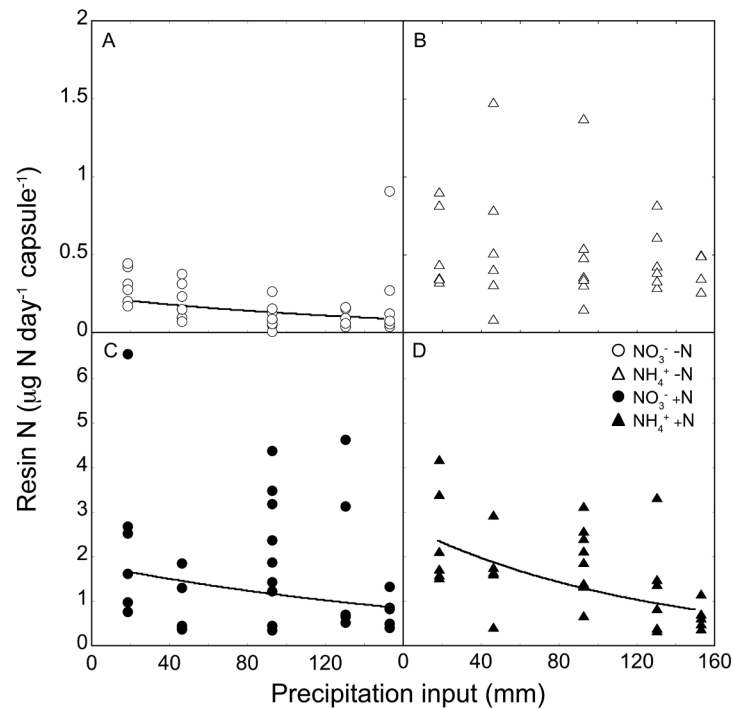 A
B
2
1.5
1
0.5
0
C
D
NO₃⁻ -N
NH₄⁺ -N
NO₃⁻ +N
NH₄⁺ +N
6
5
4
3
2
1
0
0 40 80 120 0 40 80 120 160
Resin N (µg N day⁻¹ capsule⁻¹)
Precipitation input (mm)